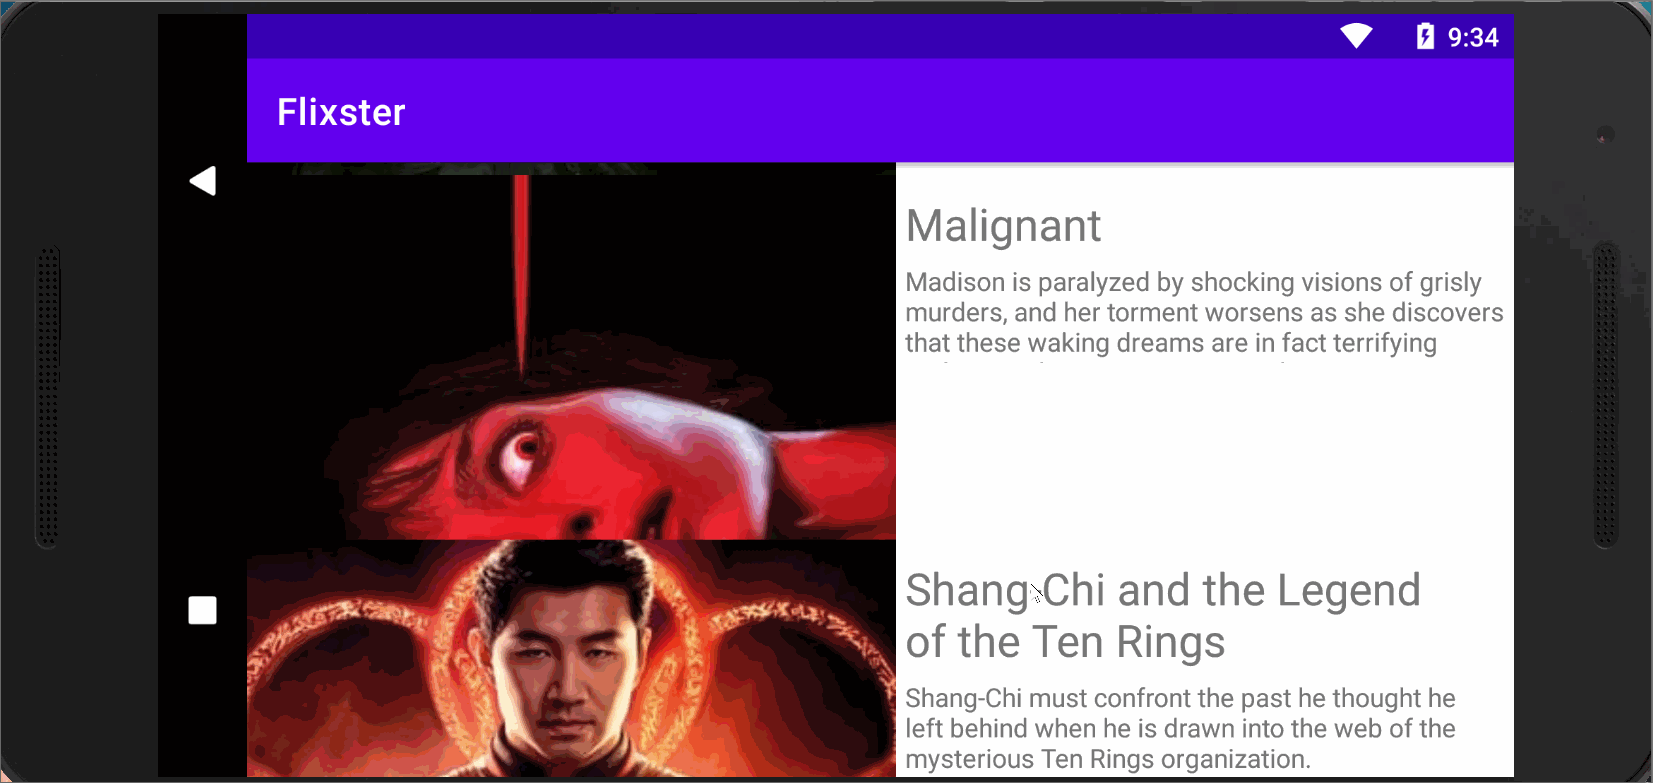 9:34
Flixster
Malignant
Madison is paralyzed by shocking visions of grisly
murders, and her torment worsens as she discovers
that these waking dreams are in fact terrifying
Shang-Chi and the Legend
of the Ten Rings
Shang-Chi must confront the past he thought he
left behind when he is drawn into the web of the
mysterious Ten Rings organization.